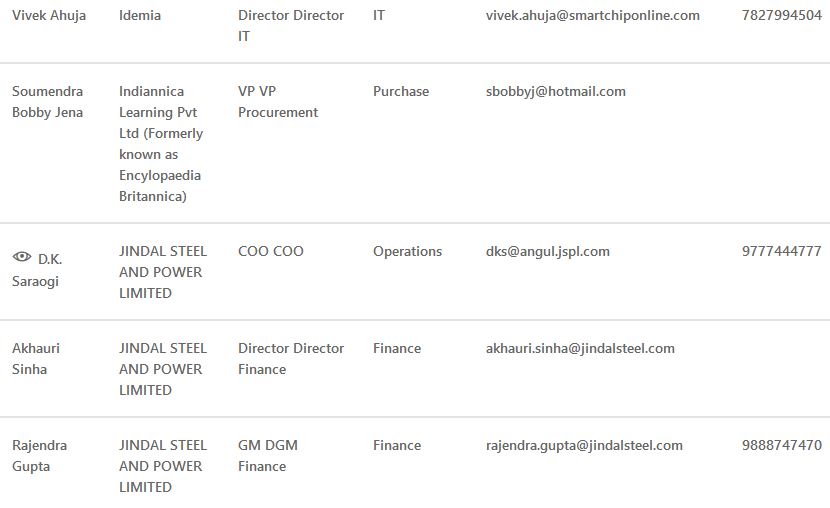 Vivek Ahuja Idemia Director Director IT vivek.ahuja@smartchiponline.com 7827994504
IT
Soumendra Indiannica VP VP Purchase sbobbyj@hotmail.com
Bobby Jena Learning Pvt Procurement
Ltd (Formerly
known as
Encylopaedia
Britannica)
JINDAL STEEL COO COO Operations dks@angul.jspl.com 9777444777
D.K. AND POWER
Saraogi LIMITED
Akhauri JINDAL STEEL Director Director Finance akhauri.sinha@jindalsteel.com
Sinha AND POWER Finance
LIMITED
Rajendra JINDAL STEEL GM DGM Finance rajendra.gupta@jindalsteel.com 9888747470
Gupta AND POWER Finance
LIMITED